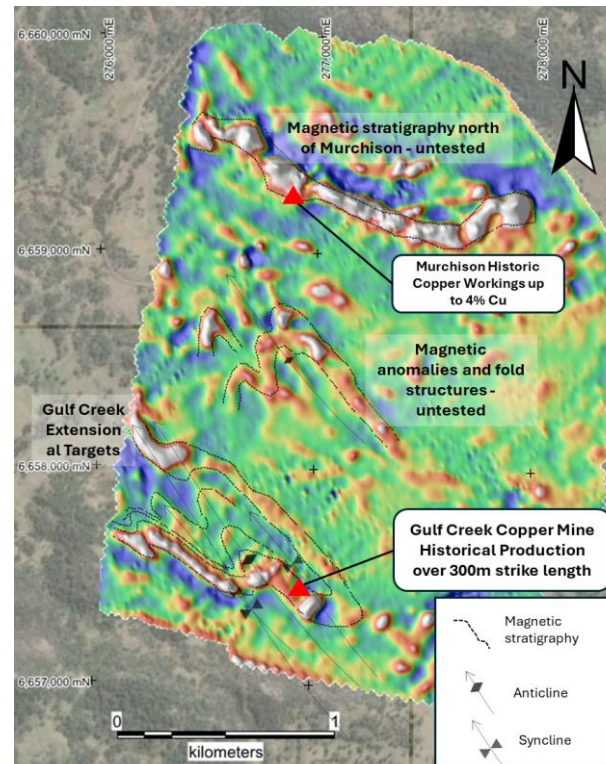 6,660,000 mN
276,000 mE
277,000 mE
278,000 mE
N
Magnetic stratigraphy north
of Murchison - untested
6,659,000 mN
Murchison Historic
Copper Workings up
to 4% Cu
Magnetic
anomalies and fold
structures -
untested
Gulf Creek
Extension
al Targets
6,658,000 mN
Gulf Creek Copper Mine
Historical Production
over 300m strike length
6,657,000 mN
Magnetic
stratigraphy
Anticline
Syncline
0
1
kilometers